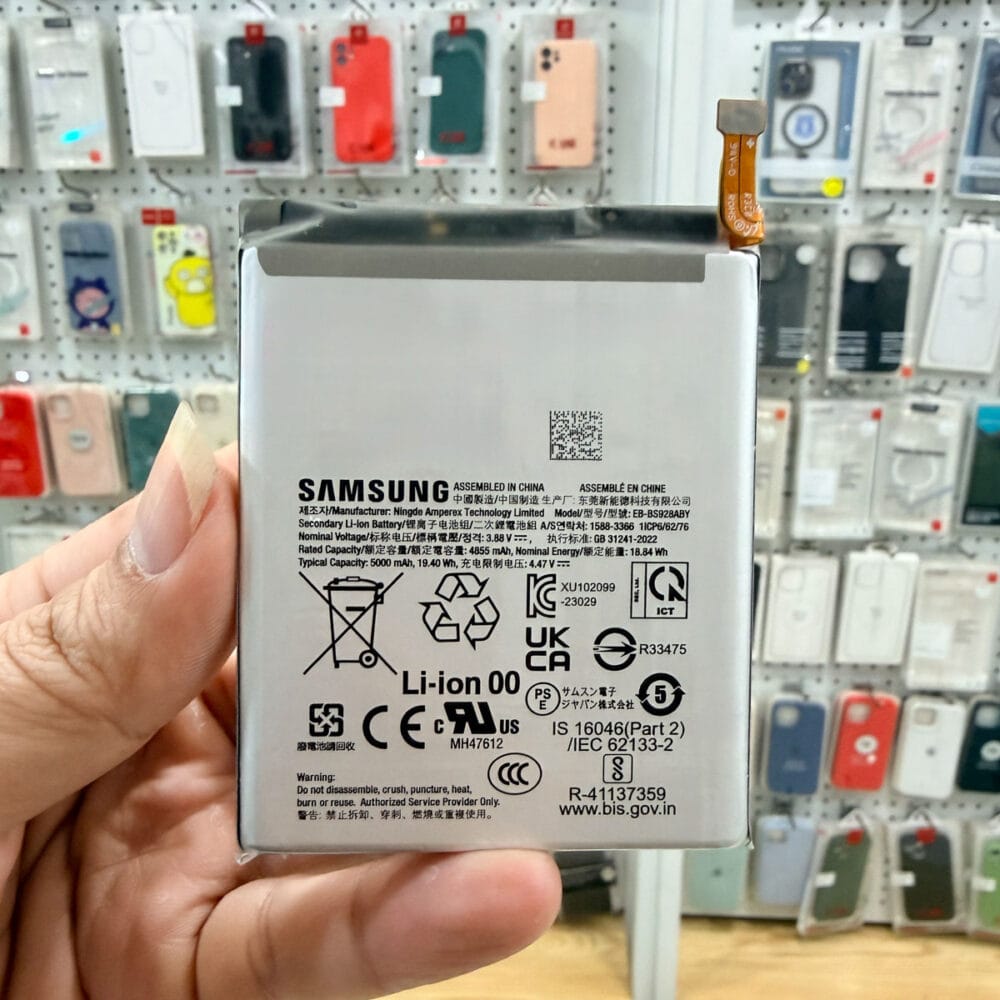 SAMSUNG ASSEMBLED IN CHINA ASSEMBLÉ EN CHINE
中國製造/中国制造 生产厂: 东莞新能德科技有限公司
제조자/Manufacturer: Ningde Amperex Technology Limited Model/型号/型號: EB-BS928ABY
Secondary Li-ion Battery/锂离子电池组/二次鋰電池組 A/S연락처: 1588-3366 1ICP6/62/76
Nominal Voltage/标称电压/標稱電壓/정격: 3.88 V⎓, 执行标准: GB 31241-2022
Rated Capacity/额定容量/額定容量: 4855 mAh, Nominal Energy/额定能量: 18.84 Wh
Typical Capacity: 5000 mAh, 19.40 Wh, 充电限制电压: 4.47 V⎓
XU102099
-23029
ICT
UK
CA
R33475
Li-ion 00
PS
E
サムスン電子
ジャパン株式会社
5
廢電池請回收
CE
c UR US
MH47612
IS 16046(Part 2)
/IEC 62133-2
CCC
R-41137359
www.bis.gov.in
Warning:
Do not disassemble, crush, puncture, heat,
burn or reuse. Authorized Service Provider Only.
警告: 禁止拆卸、穿刺、燃燒或重複使用。